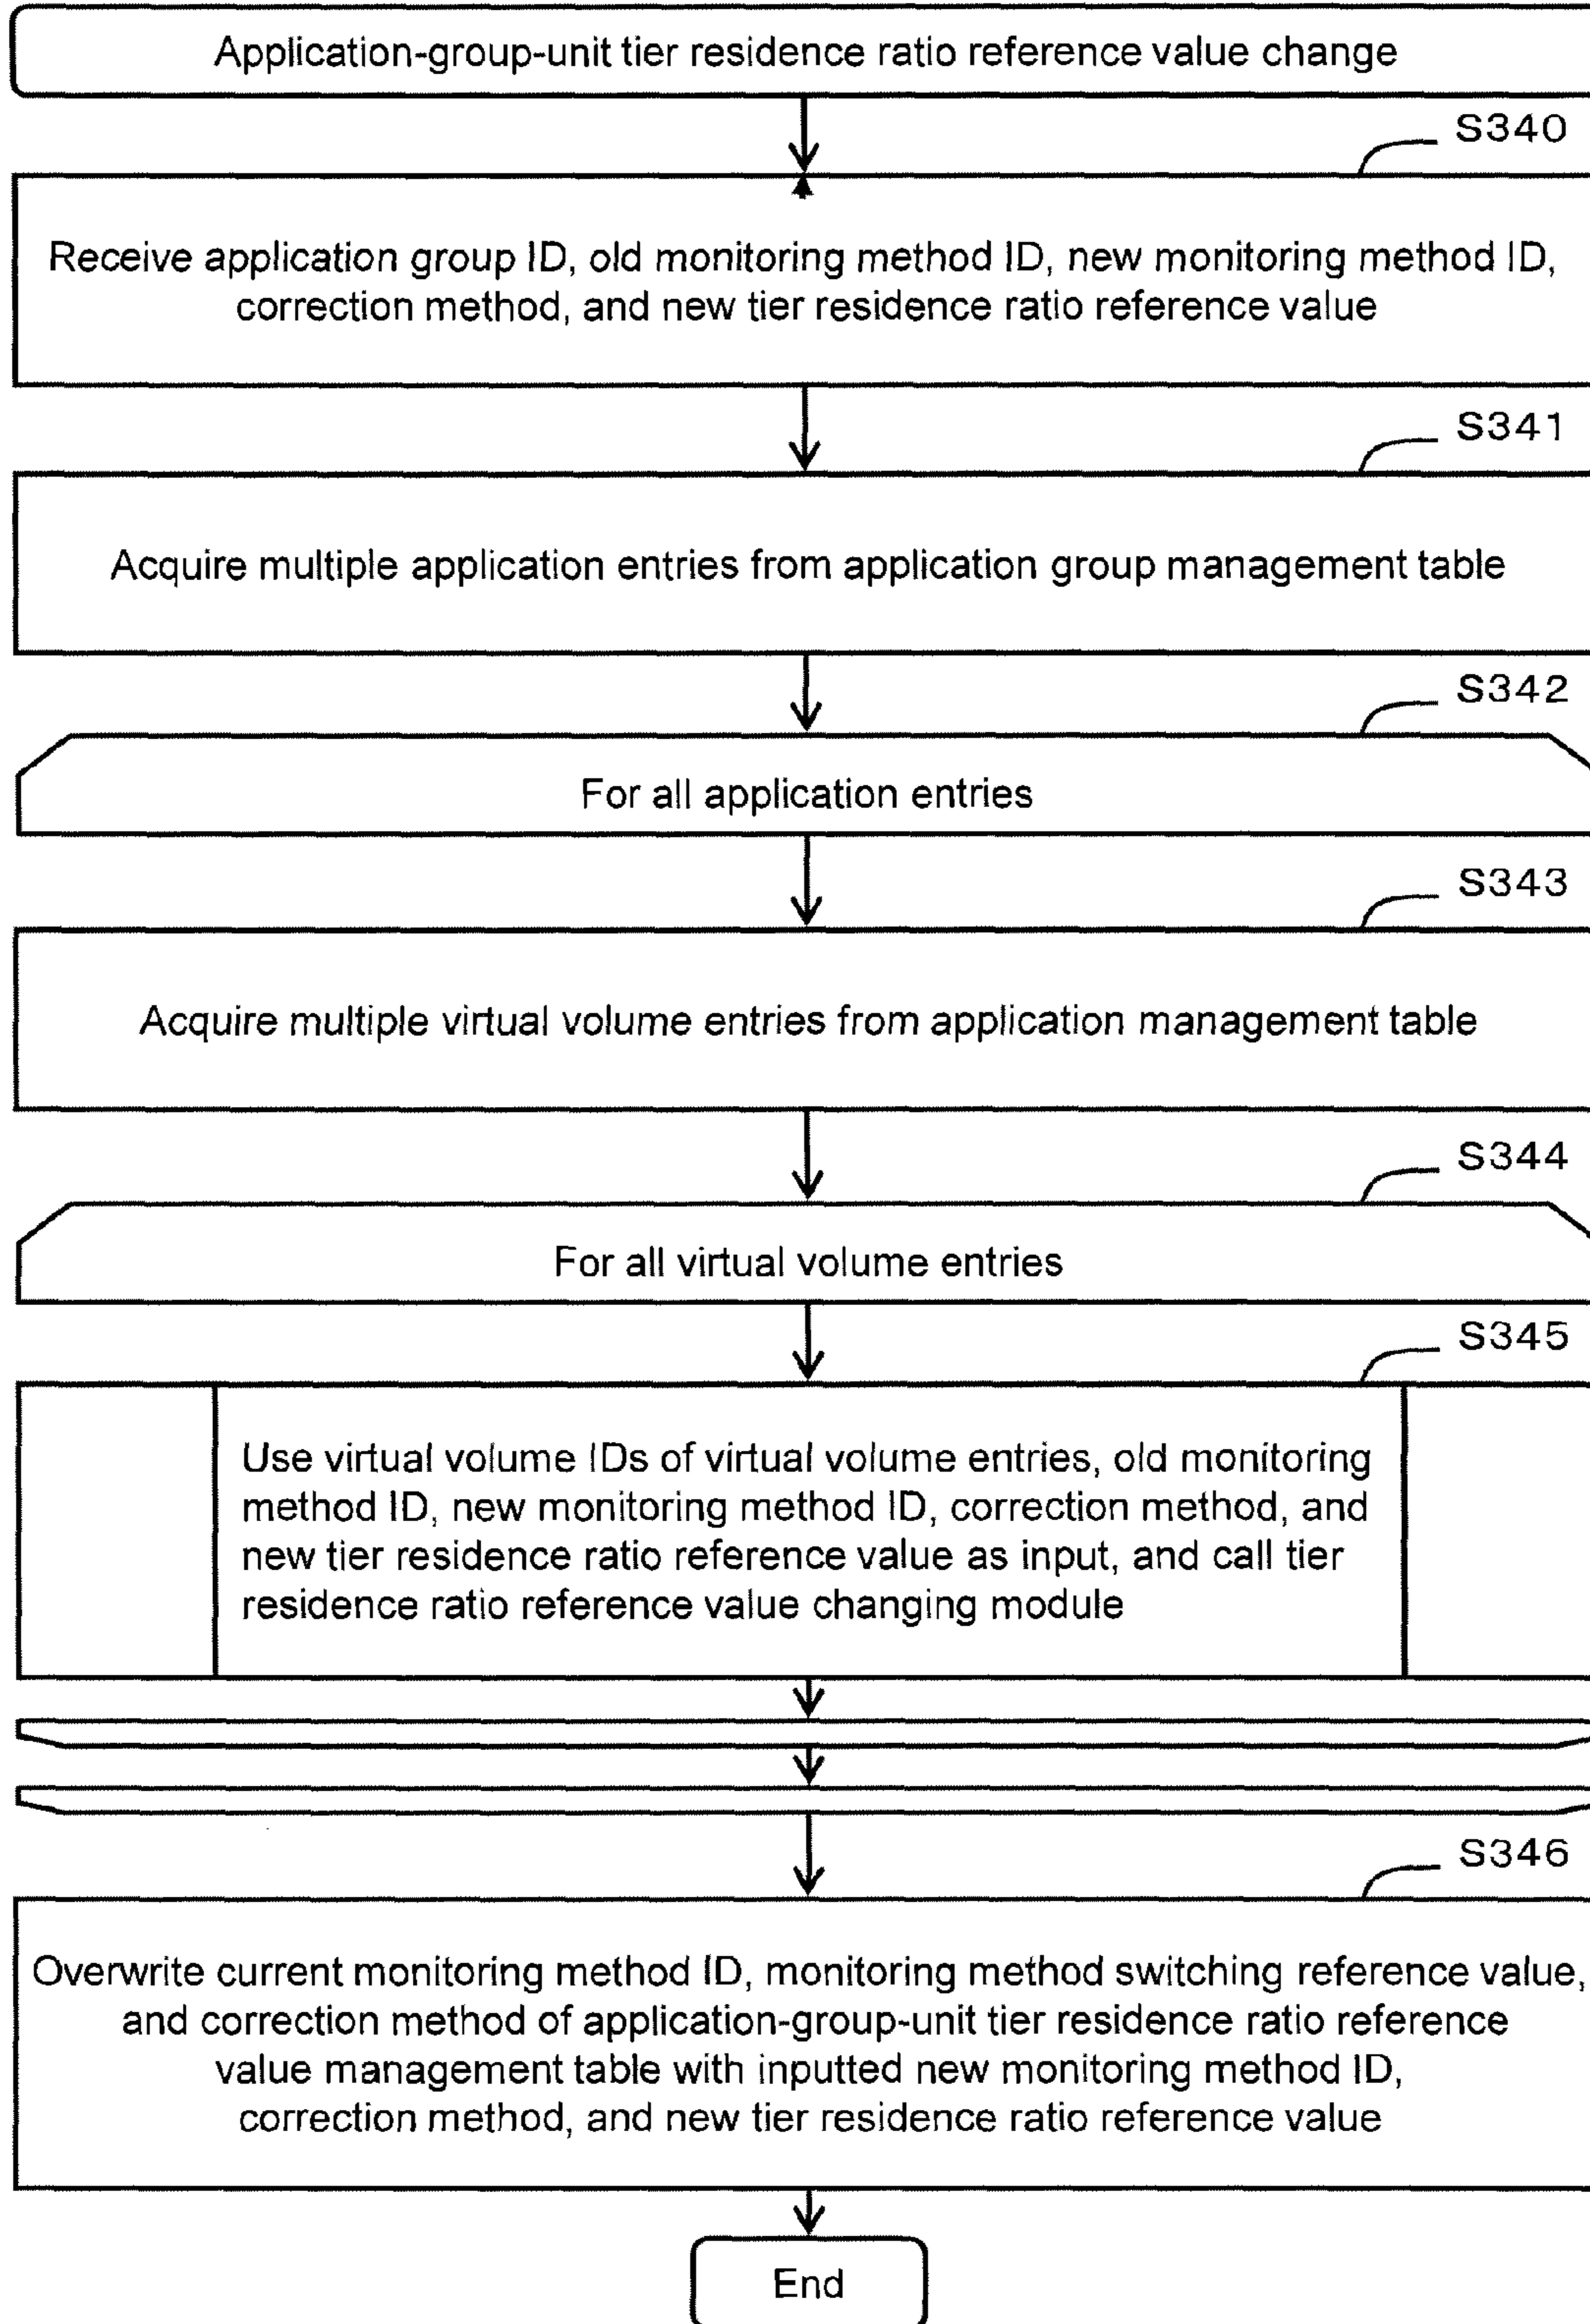 Application-group-unit tier residence ratio reference value change
S340
Receive application group ID, old monitoring method ID, new monitoring method ID,
correction method, and new tier residence ratio reference value
S341
Acquire multiple application entries from application group management table
S342
For all application entries
S343
Acquire multiple virtual volume entries from application management table
S344
For all virtual volume entries
S345
Use virtual volume IDs of virtual volume entries, old monitoring
method ID, new monitoring method ID, correction method, and
new tier residence ratio reference value as input, and call tier
residence ratio reference value changing module
S346
Overwrite current monitoring method ID, monitoring method switching reference value,
and correction method of application-group-unit tier residence ratio reference
value management table with inputted new monitoring method ID,
correction method, and new tier residence ratio reference value
End